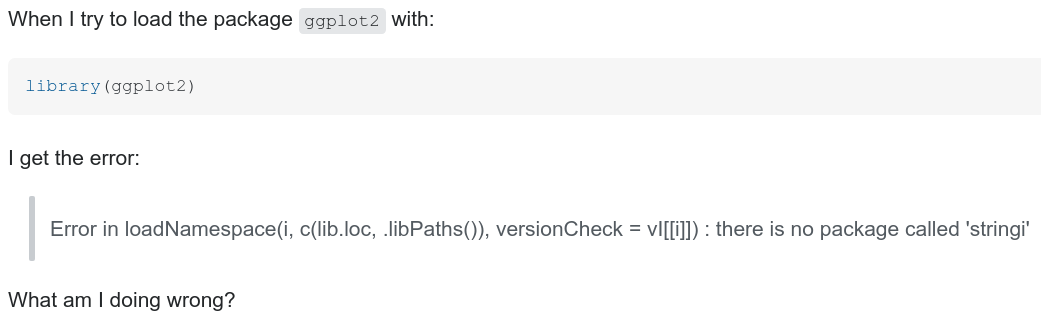 When I try to load the package ggplot2 with:
library(ggplot2)
I get the error:
Error in loadNamespace(i, c(lib.loc, .libPaths()), versionCheck = vI[[i]]) : there is no package called 'stringi'
What am I doing wrong?